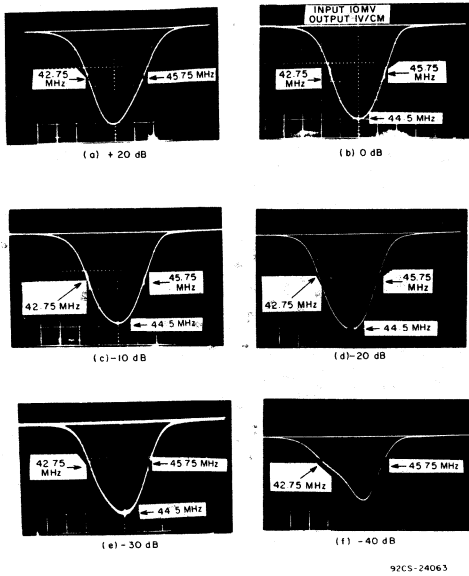 42.75 MHz
45.75 MHz
(a) +20 dB
INPUT 10MV
OUTPUT 1V/CM
42.75 MHz
45.75 MHz
44.5 MHz
(b) 0 dB
42.75 MHz
45.75 MHz
44.5 MHz
(c) -10 dB
42.75 MHz
45.75 MHz
44.5 MHz
(d) -20 dB
42.75 MHz
45.75 MHz
44.5 MHz
(e) -30 dB
42.75 MHz
45.75 MHz
(f) -40 dB
92CS-24063